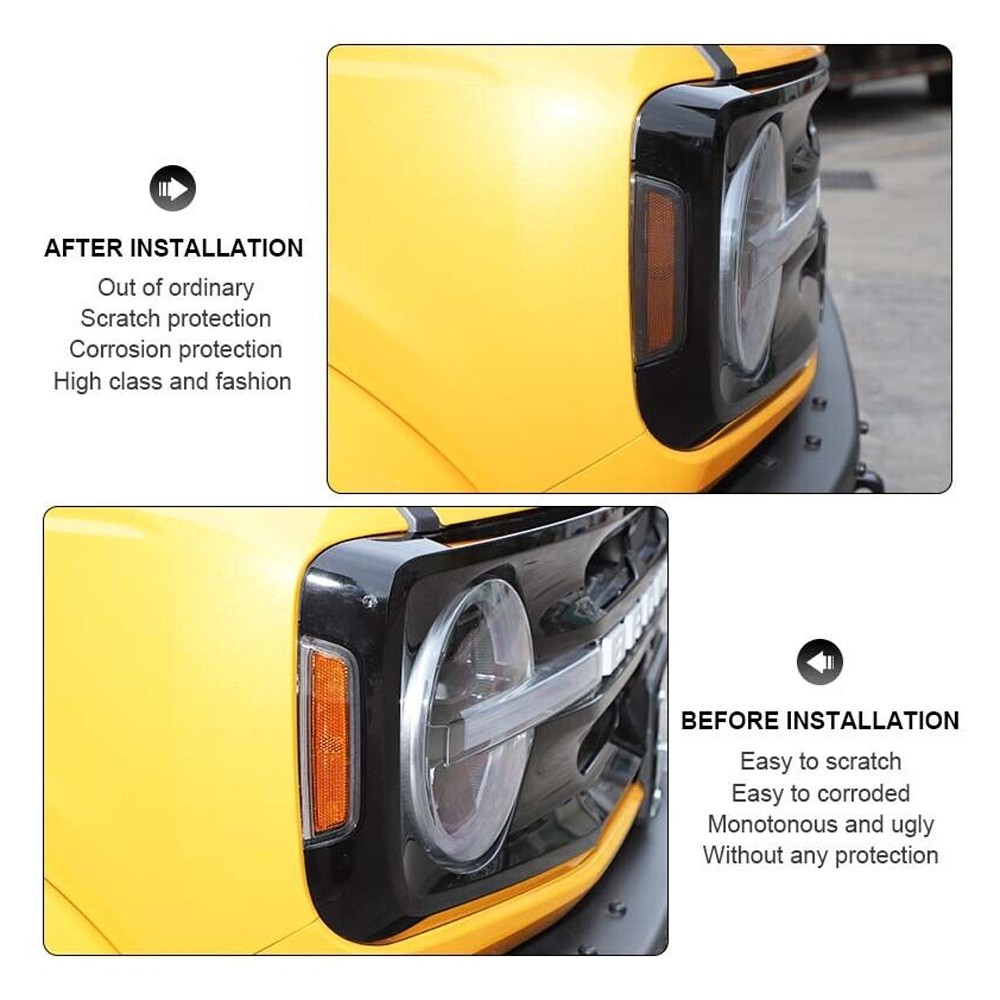 AFTER INSTALLATION
Out of ordinary
Scratch protection
Corrosion protection
High class and fashion
BEFORE INSTALLATION
Easy to scratch
Easy to corroded
Monotonous and ugly
Without any protection